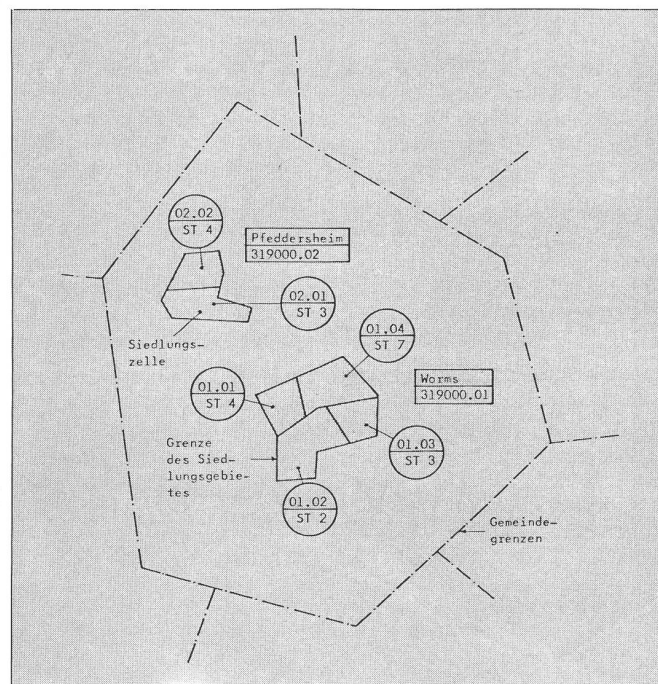 02.02
ST 4
Pfeddersheim
319000.02
02.01
ST 3
Siedlungs-
zelle
01.04
ST 7
01.01
ST 4
Worms
319000.01
Grenze
des Sied-
lungsgebie-
tes
01.03
ST 3
01.02
ST 2
Gemeinde-
grenzen